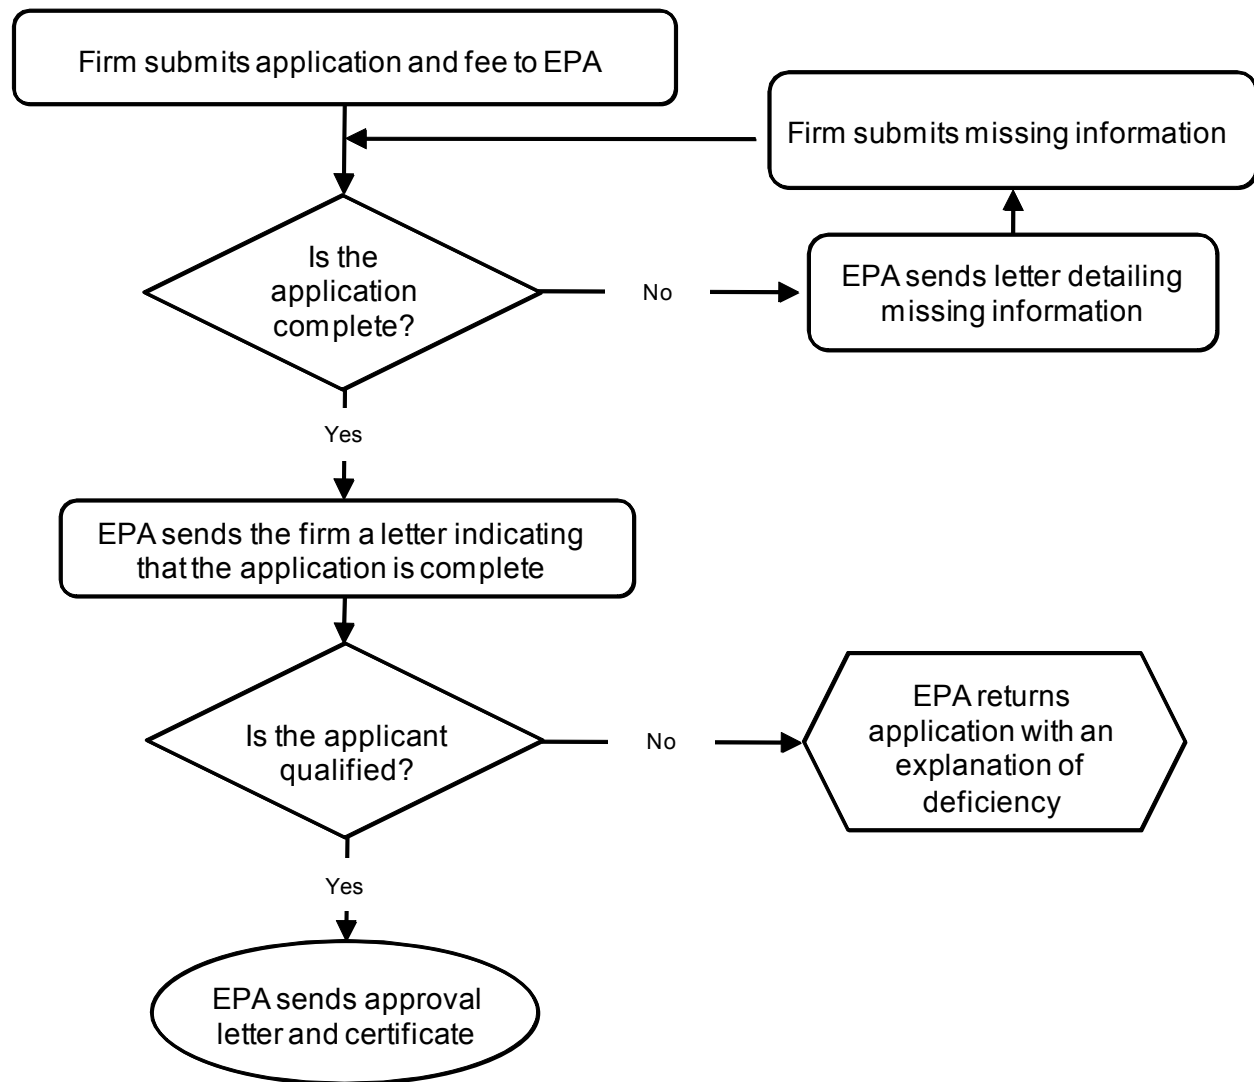 Firm submits application and fee to EPA
Firm submits missing information
Is the
application
complete?
No
EPA sends letter detailing
missing information
Yes
EPA sends the firm a letter indicating
that the application is complete
Is the applicant
qualified?
No
EPA returns
application with an
explanation of
deficiency
Yes
EPA sends approval
letter and certificate